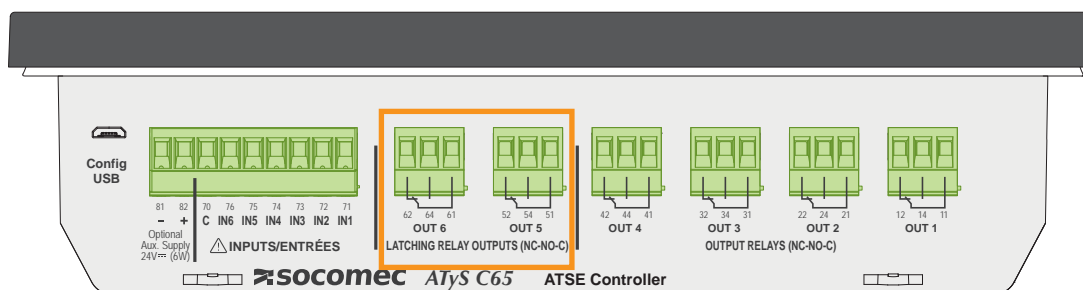 Config
USB
81 82 70 76 75 74 73 72 71
– + C IN6 IN5 IN4 IN3 IN2 IN1
Optional
Aux. Supply
24V⎓ (6W)
⚠ INPUTS/ENTRÉES
62 64 61
OUT 6
52 54 51
OUT 5
LATCHING RELAY OUTPUTS (NC-NO-C)
42 44 41
OUT 4
32 34 31
OUT 3
22 24 21
OUT 2
12 14 11
OUT 1
OUTPUT RELAYS (NC-NO-C)
socomec ATyS C65 ATSE Controller